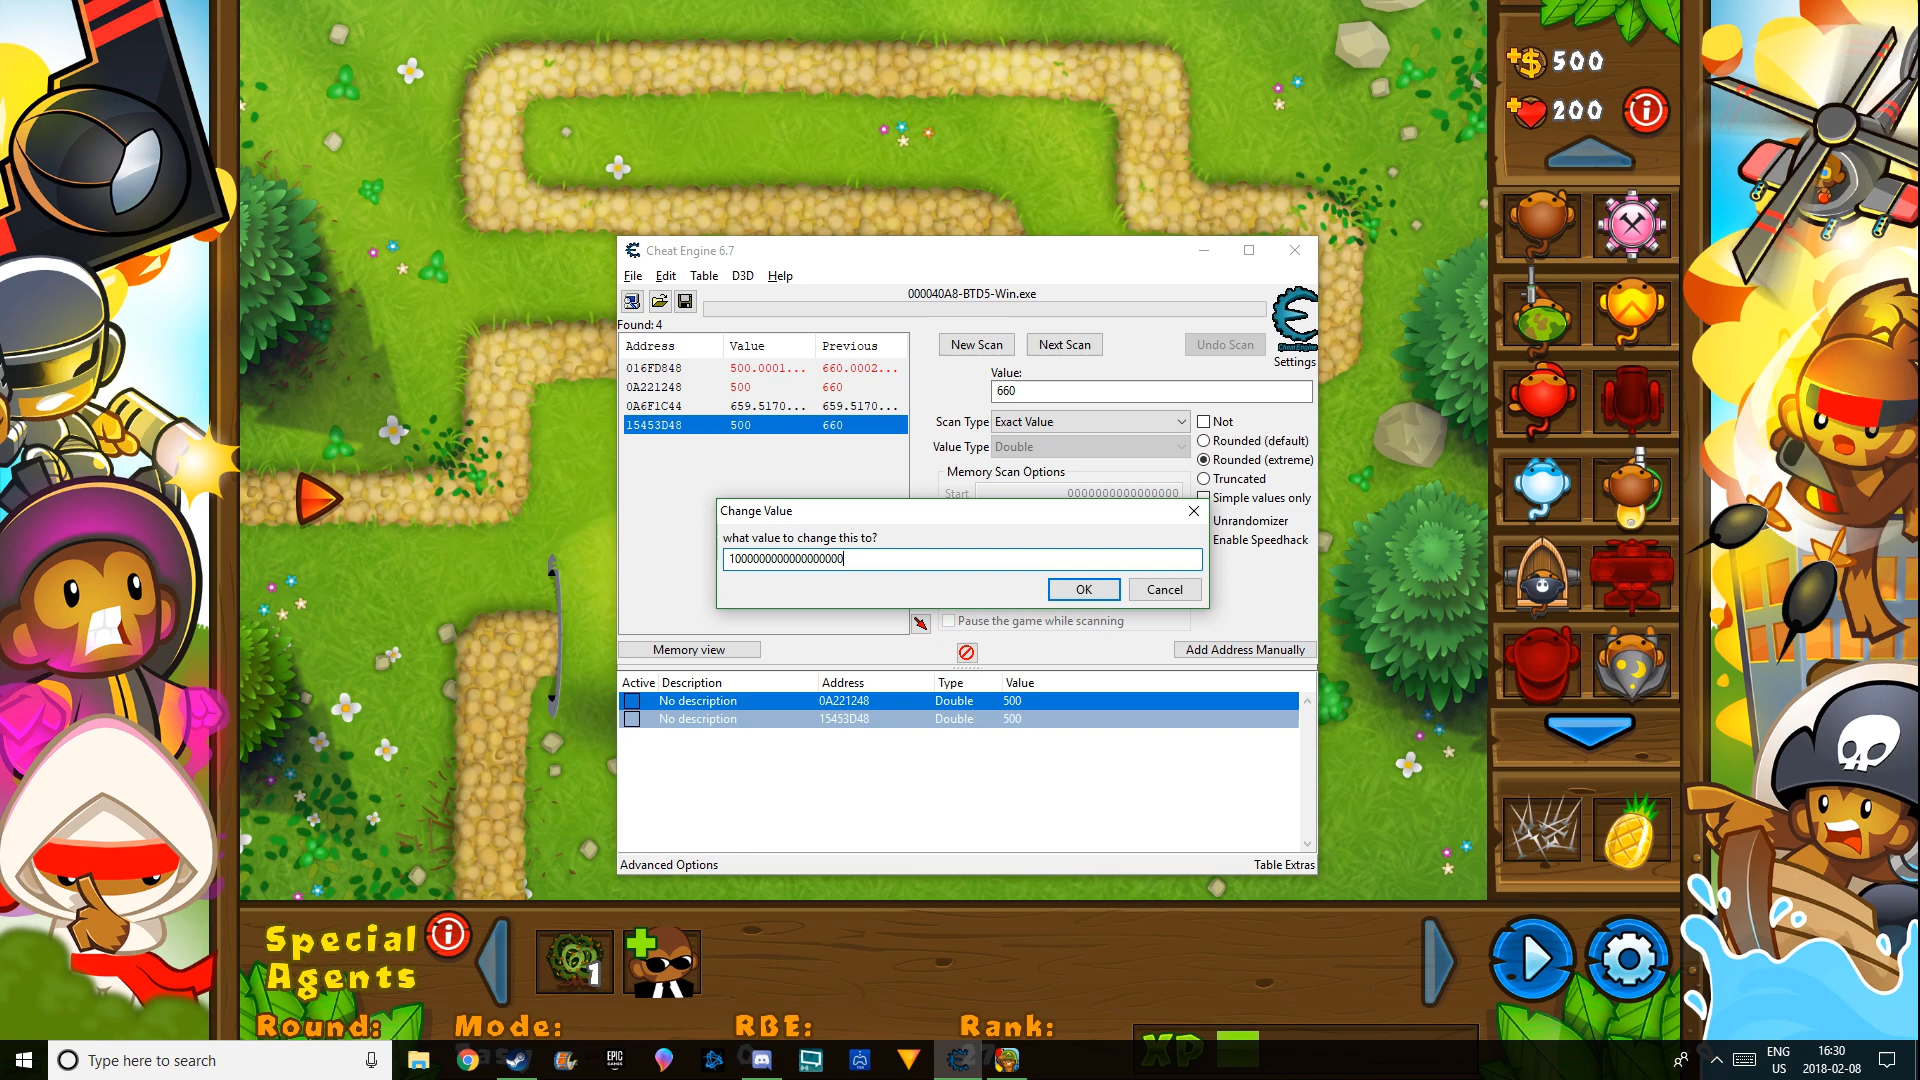 500
200
Cheat Engine 6.7
File Edit Table D3D Help
000040A8-BTD5-Win.exe
Found: 4
Address Value Previous
016FD848 500.0001... 660.0002...
0A221248 500 660
0A6F1C44 659.5170... 659.5170...
15453D48 500 660
New Scan Next Scan Undo Scan
Cheat Engine
Settings
Value:
660
Scan Type Exact Value
Value Type Double
Not
Rounded (default)
Rounded (extreme)
Truncated
Simple values only
Unrandomizer
Enable Speedhack
Memory Scan Options
Start 0000000000000000
Change Value
what value to change this to?
OK Cancel
Pause the game while scanning
Memory view
Add Address Manually
Active Description Address Type Value
No description 0A221248 Double 500
No description 15453D48 Double 500
Advanced Options Table Extras
Special
Agents
1
Round: Mode: RBE: Rank:
XP
Type here to search
EPIC
GAMES
ENG
US
16:30
2018-02-08